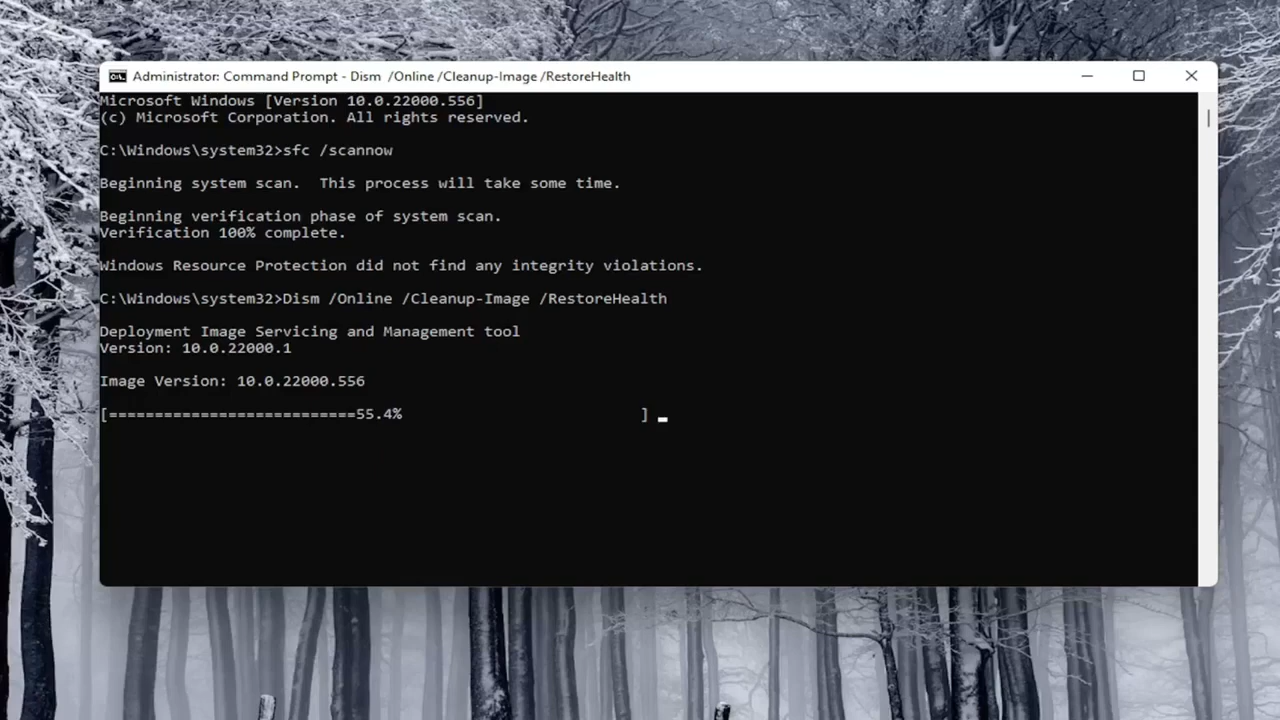 Administrator: Command Prompt - Dism  /Online /Cleanup-Image /RestoreHealth
Microsoft Windows [Version 10.0.22000.556]
(c) Microsoft Corporation. All rights reserved.
C:\Windows\system32>sfc /scannow
Beginning system scan.  This process will take some time.
Beginning verification phase of system scan.
Verification 100% complete.
Windows Resource Protection did not find any integrity violations.
C:\Windows\system32>Dism /Online /Cleanup-Image /RestoreHealth
Deployment Image Servicing and Management tool
Version: 10.0.22000.1
Image Version: 10.0.22000.556
[===========================55.4%                          ]